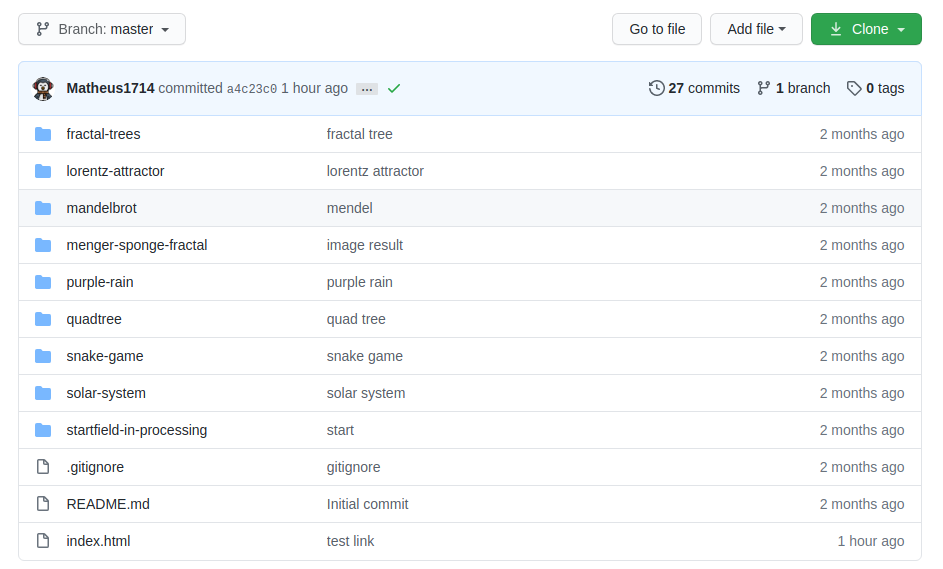 Branch: master Go to file Add file Clone
Matheus1714 committed a4c23c0 1 hour ago ... 27 commits 1 branch 0 tags
fractal-trees fractal tree 2 months ago
lorentz-attractor lorentz attractor 2 months ago
mandelbrot mendel 2 months ago
menger-sponge-fractal image result 2 months ago
purple-rain purple rain 2 months ago
quadtree quad tree 2 months ago
snake-game snake game 2 months ago
solar-system solar system 2 months ago
startfield-in-processing start 2 months ago
.gitignore gitignore 2 months ago
README.md Initial commit 2 months ago
index.html test link 1 hour ago